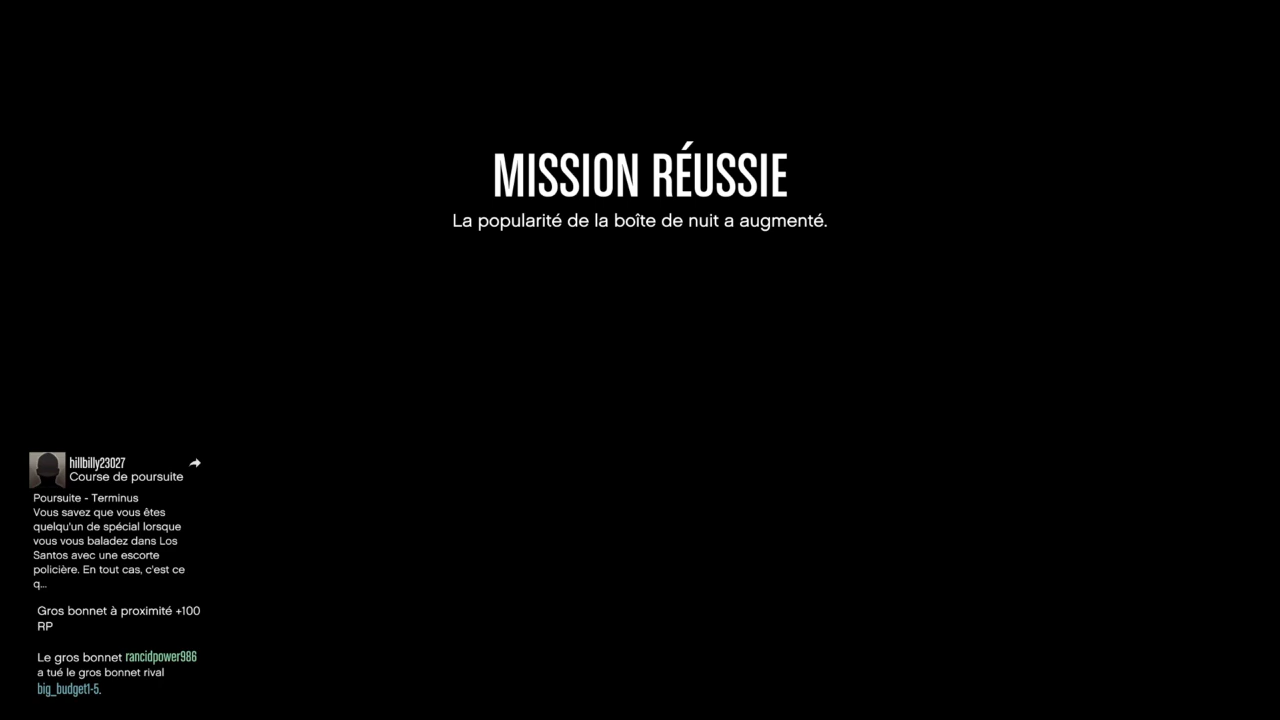 MISSION RÉUSSIE
La popularité de la boîte de nuit a augmenté.
hillbilly23027
Course de poursuite
Poursuite - Terminus
Vous savez que vous êtes
quelqu'un de spécial lorsque
vous vous baladez dans Los
Santos avec une escorte
policière. En tout cas, c'est ce
q...
Gros bonnet à proximité +100
RP
Le gros bonnet rancidpower986
a tué le gros bonnet rival
big_budget1-5.